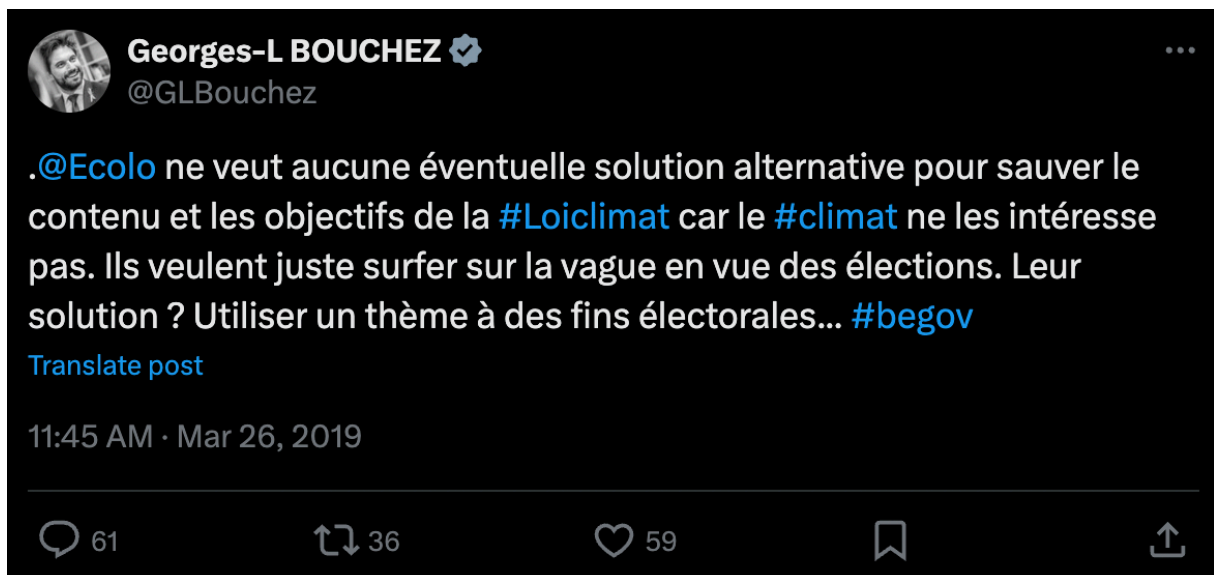 Georges-L BOUCHEZ
@GLBouchez
.@Ecolo ne veut aucune éventuelle solution alternative pour sauver le
contenu et les objectifs de la #Loiclimat car le #climat ne les intéresse
pas. Ils veulent juste surfer sur la vague en vue des élections. Leur
solution ? Utiliser un thème à des fins électorales... #begov
Translate post
11:45 AM · Mar 26, 2019
61 36 59